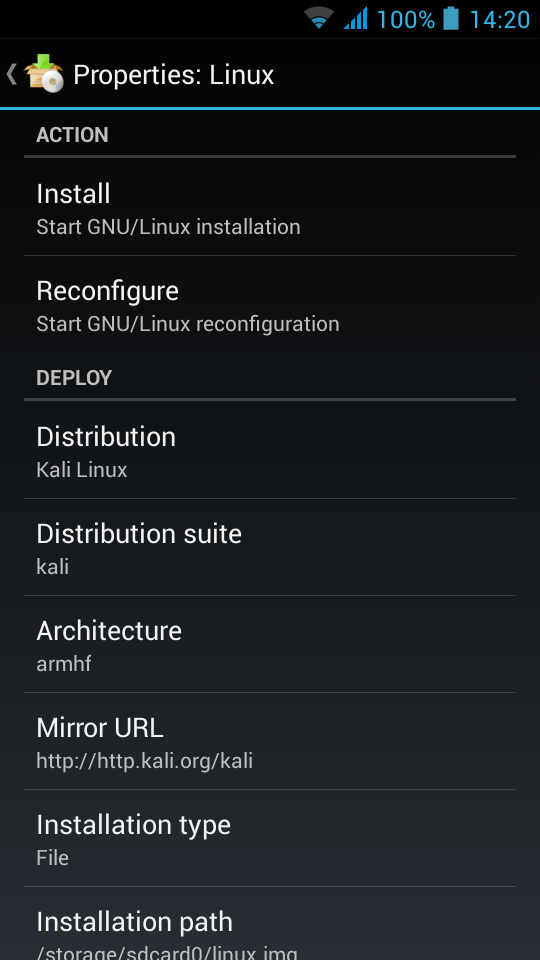 100% 14:20
Properties: Linux
ACTION
Install
Start GNU/Linux installation
Reconfigure
Start GNU/Linux reconfiguration
DEPLOY
Distribution
Kali Linux
Distribution suite
kali
Architecture
armhf
Mirror URL
http://http.kali.org/kali
Installation type
File
Installation path
/storage/sdcard0/linux.img